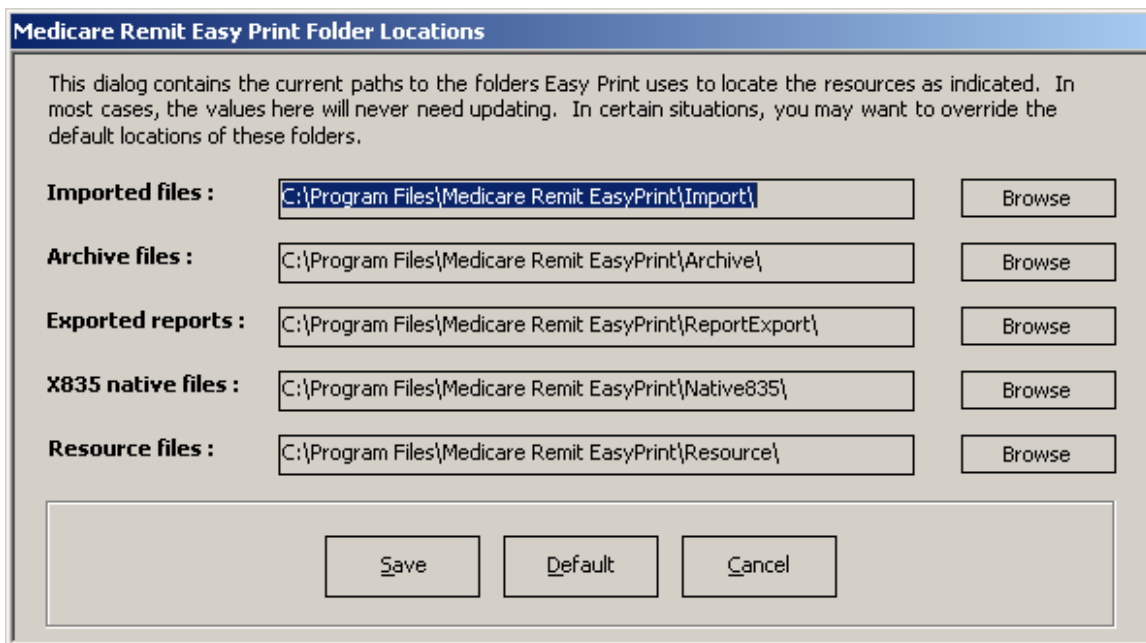 Medicare Remit Easy Print Folder Locations
This dialog contains the current paths to the folders Easy Print uses to locate the resources as indicated.  In
most cases, the values here will never need updating.  In certain situations, you may want to override the
default locations of these folders.
Imported files : C:\Program Files\Medicare Remit EasyPrint\Import\ Browse
Archive files : C:\Program Files\Medicare Remit EasyPrint\Archive\ Browse
Exported reports : C:\Program Files\Medicare Remit EasyPrint\ReportExport\ Browse
X835 native files : C:\Program Files\Medicare Remit EasyPrint\Native835\ Browse
Resource files : C:\Program Files\Medicare Remit EasyPrint\Resource\ Browse
Save Default Cancel